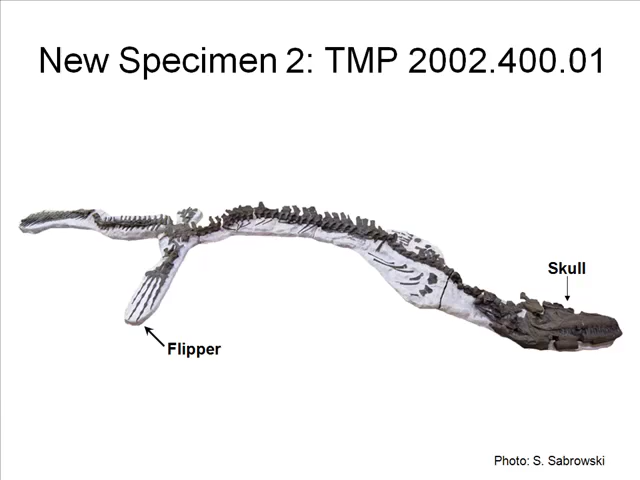 New Specimen 2: TMP 2002.400.01
Skull
Flipper
Photo: S. Sabrowski